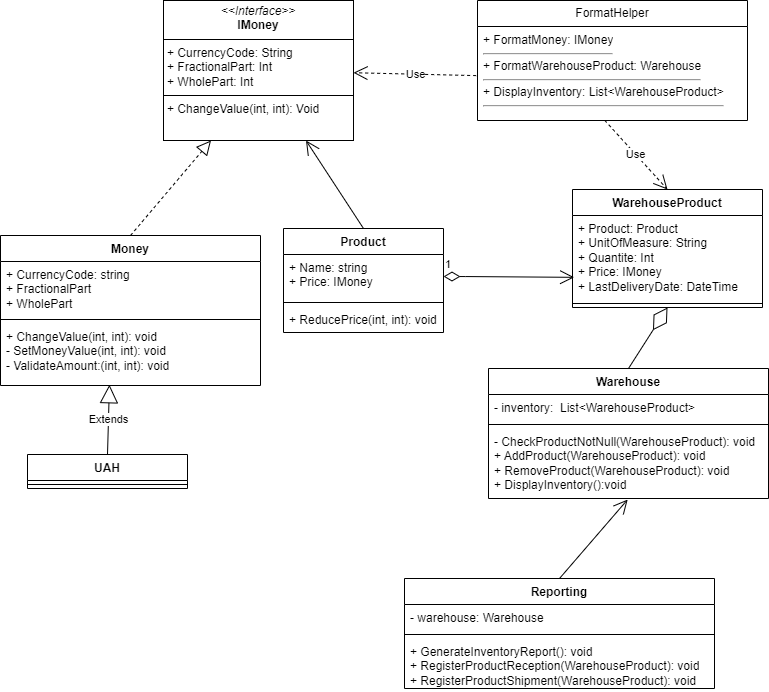 <<Interface>>
IMoney
+ CurrencyCode: String
+ FractionalPart: Int
+ WholePart: Int
+ ChangeValue(int, int): Void
FormatHelper
+ FormatMoney: IMoney
+ FormatWarehouseProduct: Warehouse
+ DisplayInventory: List<WarehouseProduct>
Use
Use
Money
+ CurrencyCode: string
+ FractionalPart
+ WholePart
+ ChangeValue(int, int): void
- SetMoneyValue(int, int): void
- ValidateAmount:(int, int): void
Product
+ Name: string
+ Price: IMoney
+ ReducePrice(int, int): void
1
WarehouseProduct
+ Product: Product
+ UnitOfMeasure: String
+ Quantite: Int
+ Price: IMoney
+ LastDeliveryDate: DateTime
Extends
UAH
Warehouse
- inventory:  List<WarehouseProduct>
- CheckProductNotNull(WarehouseProduct): void
+ AddProduct(WarehouseProduct): void
+ RemoveProduct(WarehouseProduct): void
+ DisplayInventory():void
Reporting
- warehouse: Warehouse
+ GenerateInventoryReport(): void
+ RegisterProductReception(WarehouseProduct): void
+ RegisterProductShipment(WarehouseProduct): void